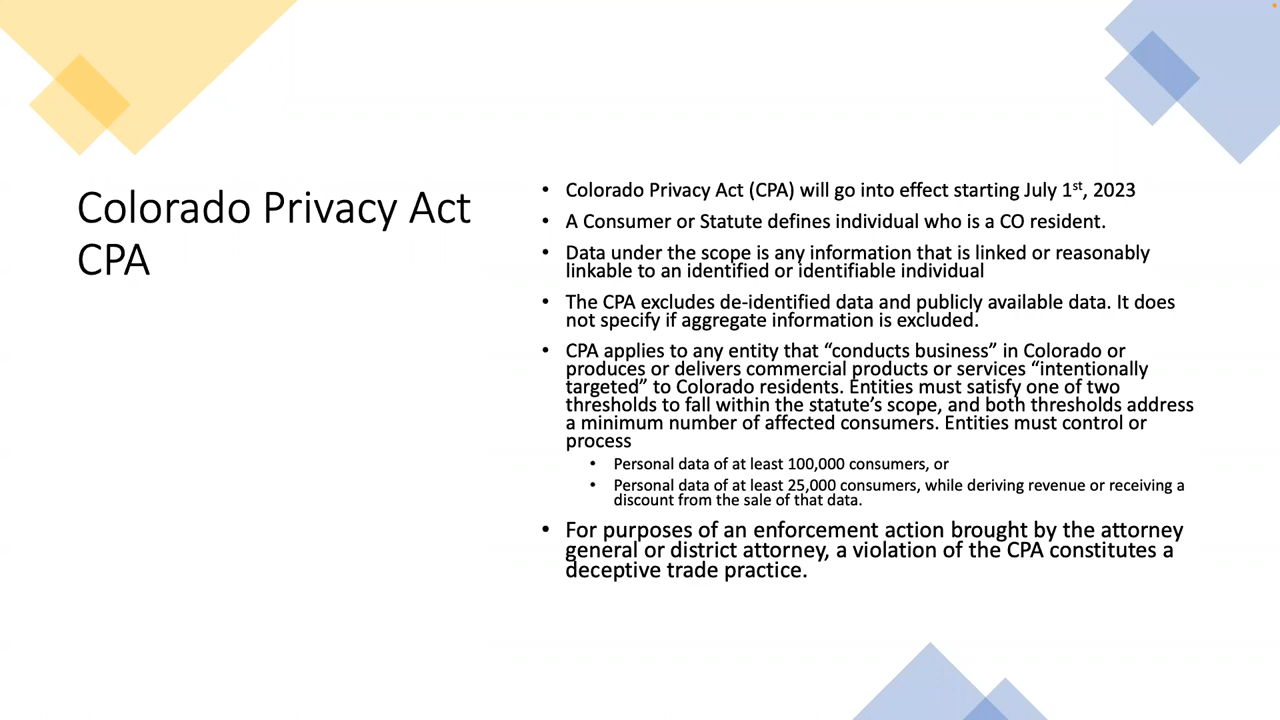 Colorado Privacy Act
CPA
• Colorado Privacy Act (CPA) will go into effect starting July 1st, 2023
• A Consumer or Statute defines individual who is a CO resident.
• Data under the scope is any information that is linked or reasonably
linkable to an identified or identifiable individual
• The CPA excludes de-identified data and publicly available data. It does
not specify if aggregate information is excluded.
• CPA applies to any entity that “conducts business” in Colorado or
produces or delivers commercial products or services “intentionally
targeted” to Colorado residents. Entities must satisfy one of two
thresholds to fall within the statute’s scope, and both thresholds address
a minimum number of affected consumers. Entities must control or
process
• Personal data of at least 100,000 consumers, or
• Personal data of at least 25,000 consumers, while deriving revenue or receiving a
discount from the sale of that data.
• For purposes of an enforcement action brought by the attorney
general or district attorney, a violation of the CPA constitutes a
deceptive trade practice.